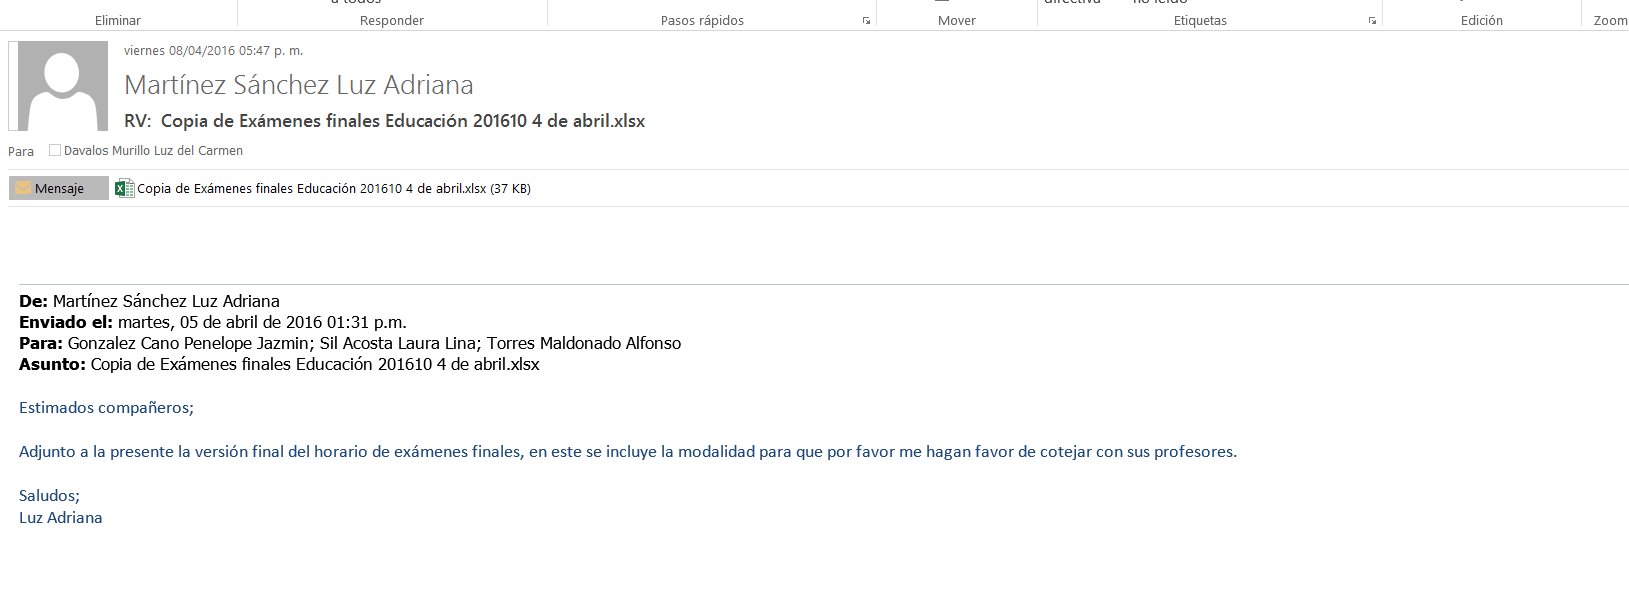 a todos directiva no leído
Eliminar Responder Pasos rápidos Mover Etiquetas Edición Zoom
viernes 08/04/2016 05:47 p. m.
Martínez Sánchez Luz Adriana
RV: Copia de Exámenes finales Educación 201610 4 de abril.xlsx
Para Davalos Murillo Luz del Carmen
Mensaje Copia de Exámenes finales Educación 201610 4 de abril.xlsx (37 KB)
De: Martínez Sánchez Luz Adriana
Enviado el: martes, 05 de abril de 2016 01:31 p.m.
Para: Gonzalez Cano Penelope Jazmin; Sil Acosta Laura Lina; Torres Maldonado Alfonso
Asunto: Copia de Exámenes finales Educación 201610 4 de abril.xlsx
Estimados compañeros;
Adjunto a la presente la versión final del horario de exámenes finales, en este se incluye la modalidad para que por favor me hagan favor de cotejar con sus profesores.
Saludos;
Luz Adriana